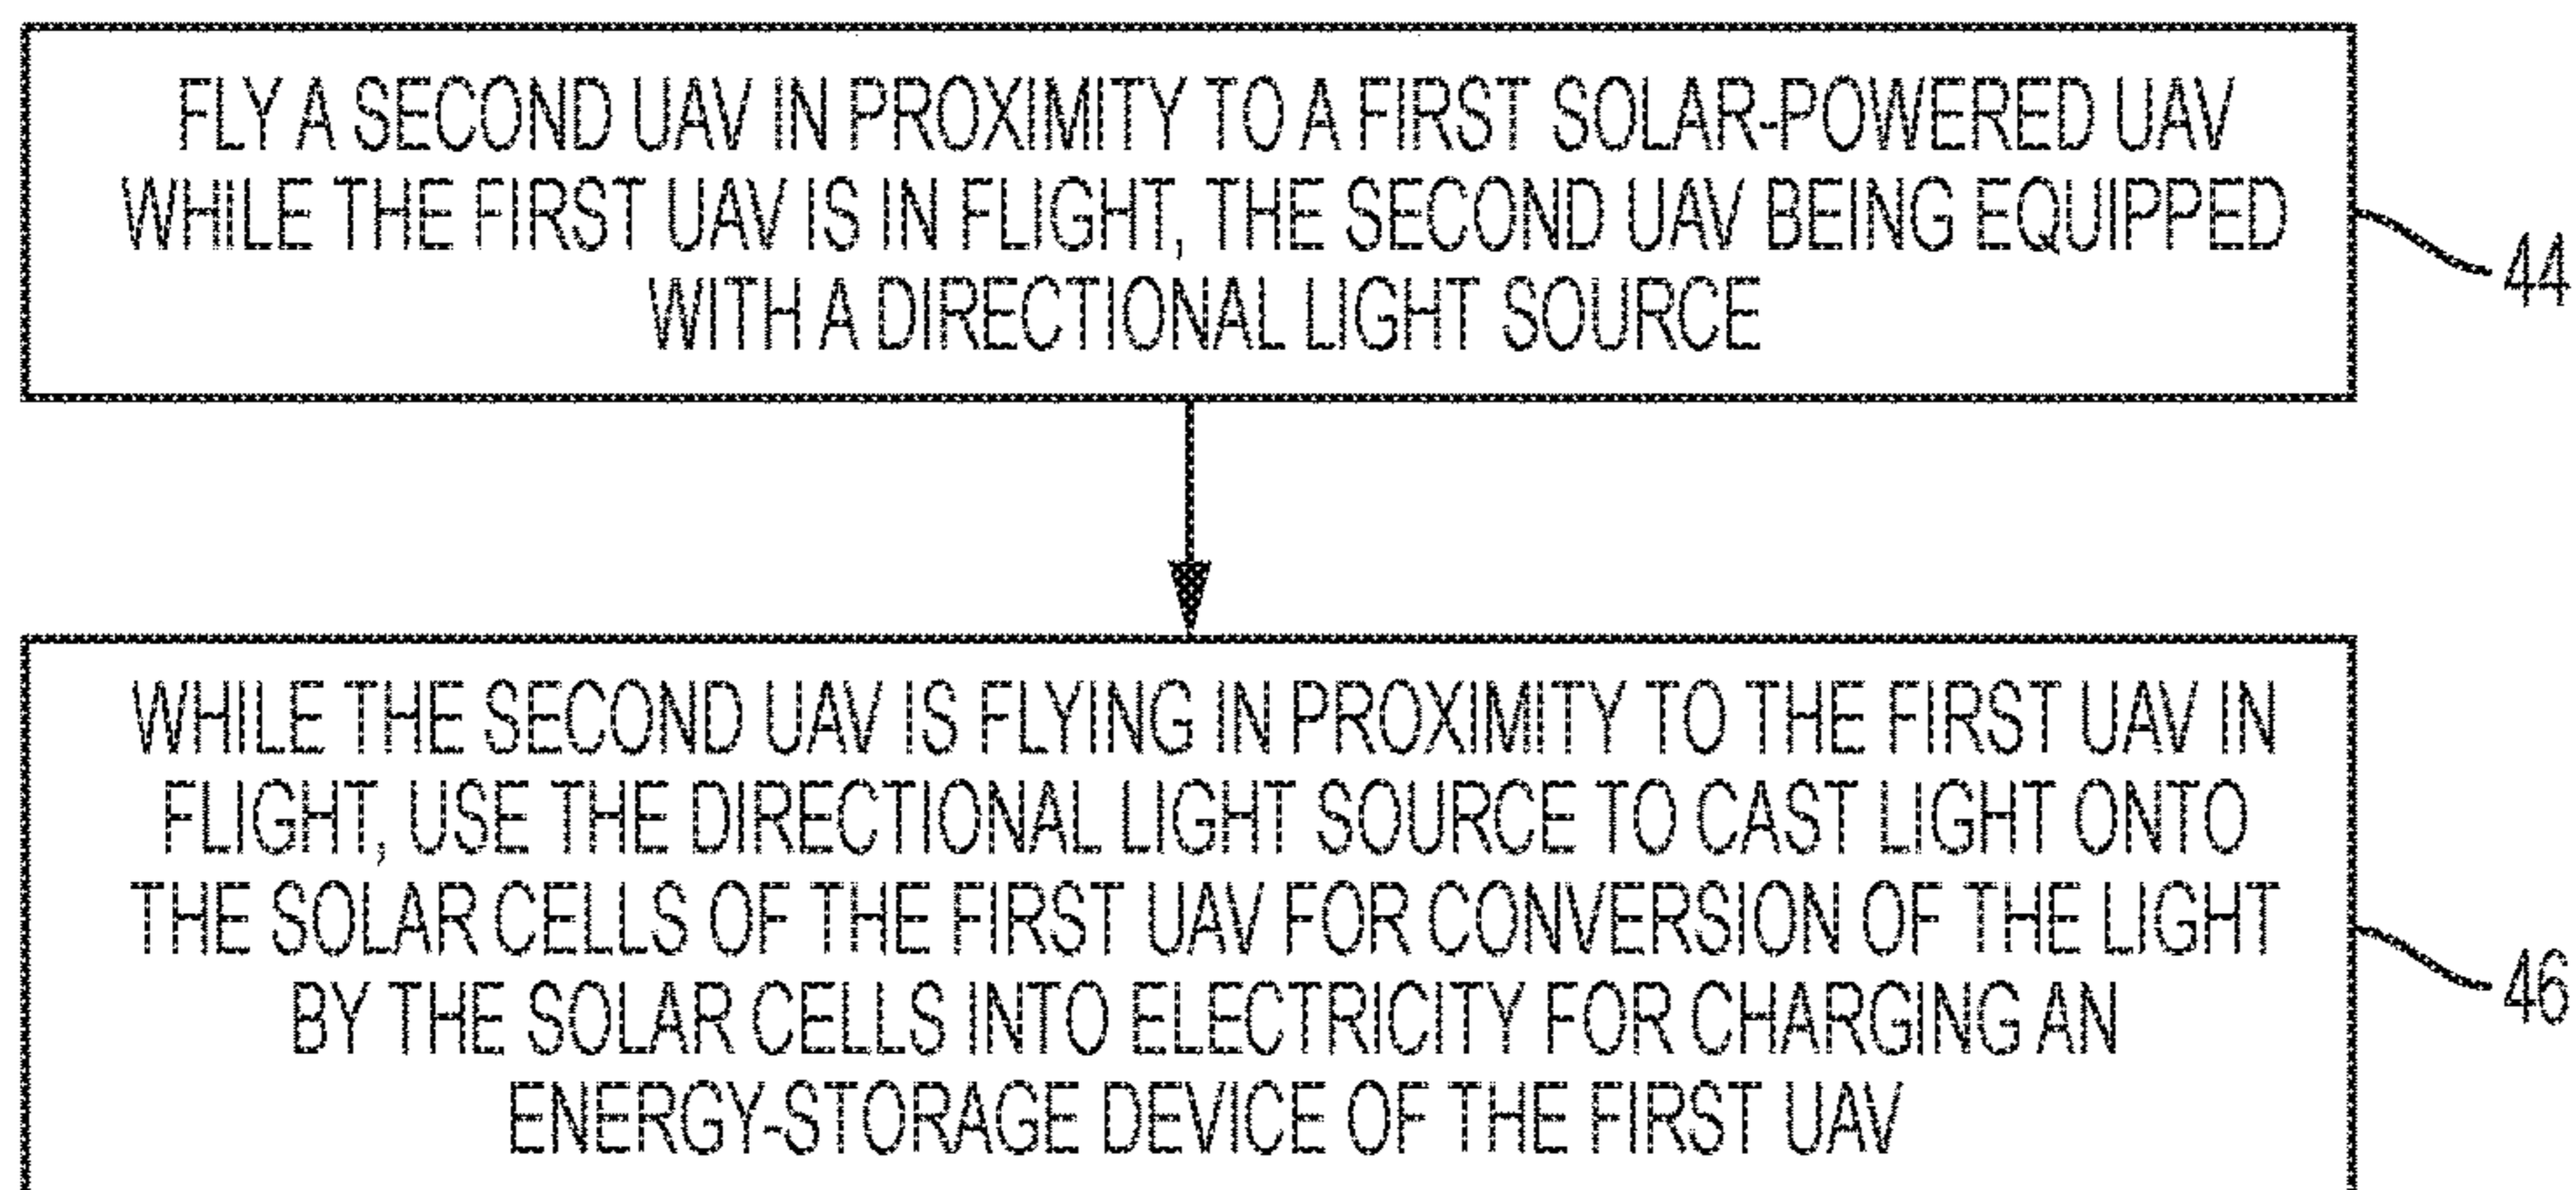 FLY A SECOND UAV IN PROXIMITY TO A FIRST SOLAR-POWERED UAV
WHILE THE FIRST UAV IS IN FLIGHT, THE SECOND UAV BEING EQUIPPED
WITH A DIRECTIONAL LIGHT SOURCE
44
WHILE THE SECOND UAV IS FLYING IN PROXIMITY TO THE FIRST UAV IN
FLIGHT, USE THE DIRECTIONAL LIGHT SOURCE TO CAST LIGHT ONTO
THE SOLAR CELLS OF THE FIRST UAV FOR CONVERSION OF THE LIGHT
BY THE SOLAR CELLS INTO ELECTRICITY FOR CHARGING AN
ENERGY-STORAGE DEVICE OF THE FIRST UAV
46